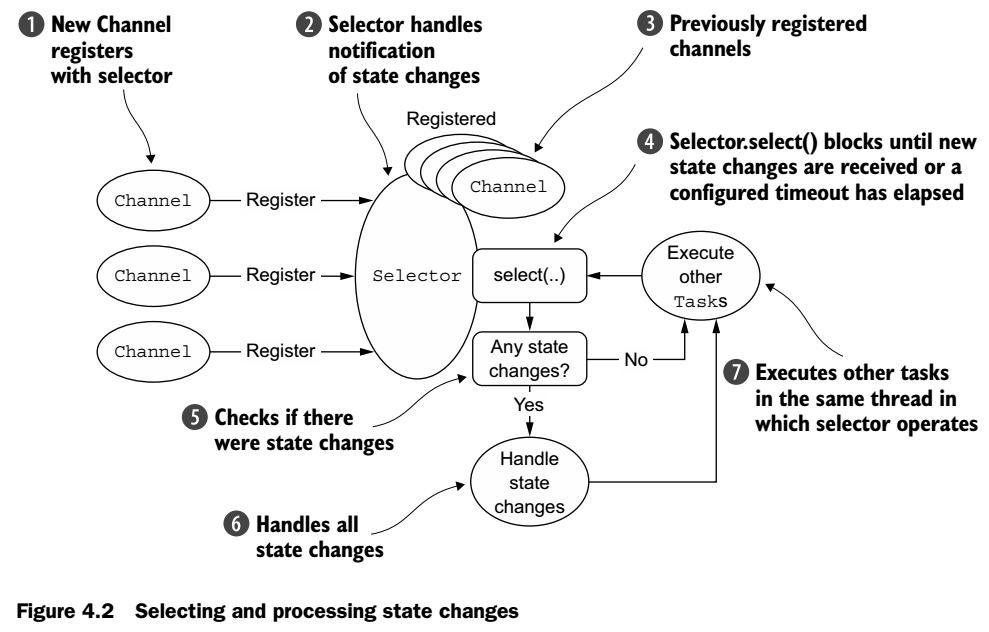 1 New Channel
registers
with selector
2 Selector handles
notification
of state changes
3 Previously registered
channels
Registered
4 Selector.select() blocks until new
state changes are received or a
configured timeout has elapsed
Channel
Channel
Register
Channel
Register
Selector
select(..)
Execute
other
Tasks
Channel
Register
Any state
changes?
No
7 Executes other tasks
in the same thread in
which selector operates
5 Checks if there
were state changes
Yes
Handle
state
changes
6 Handles all
state changes
Figure 4.2 Selecting and processing state changes